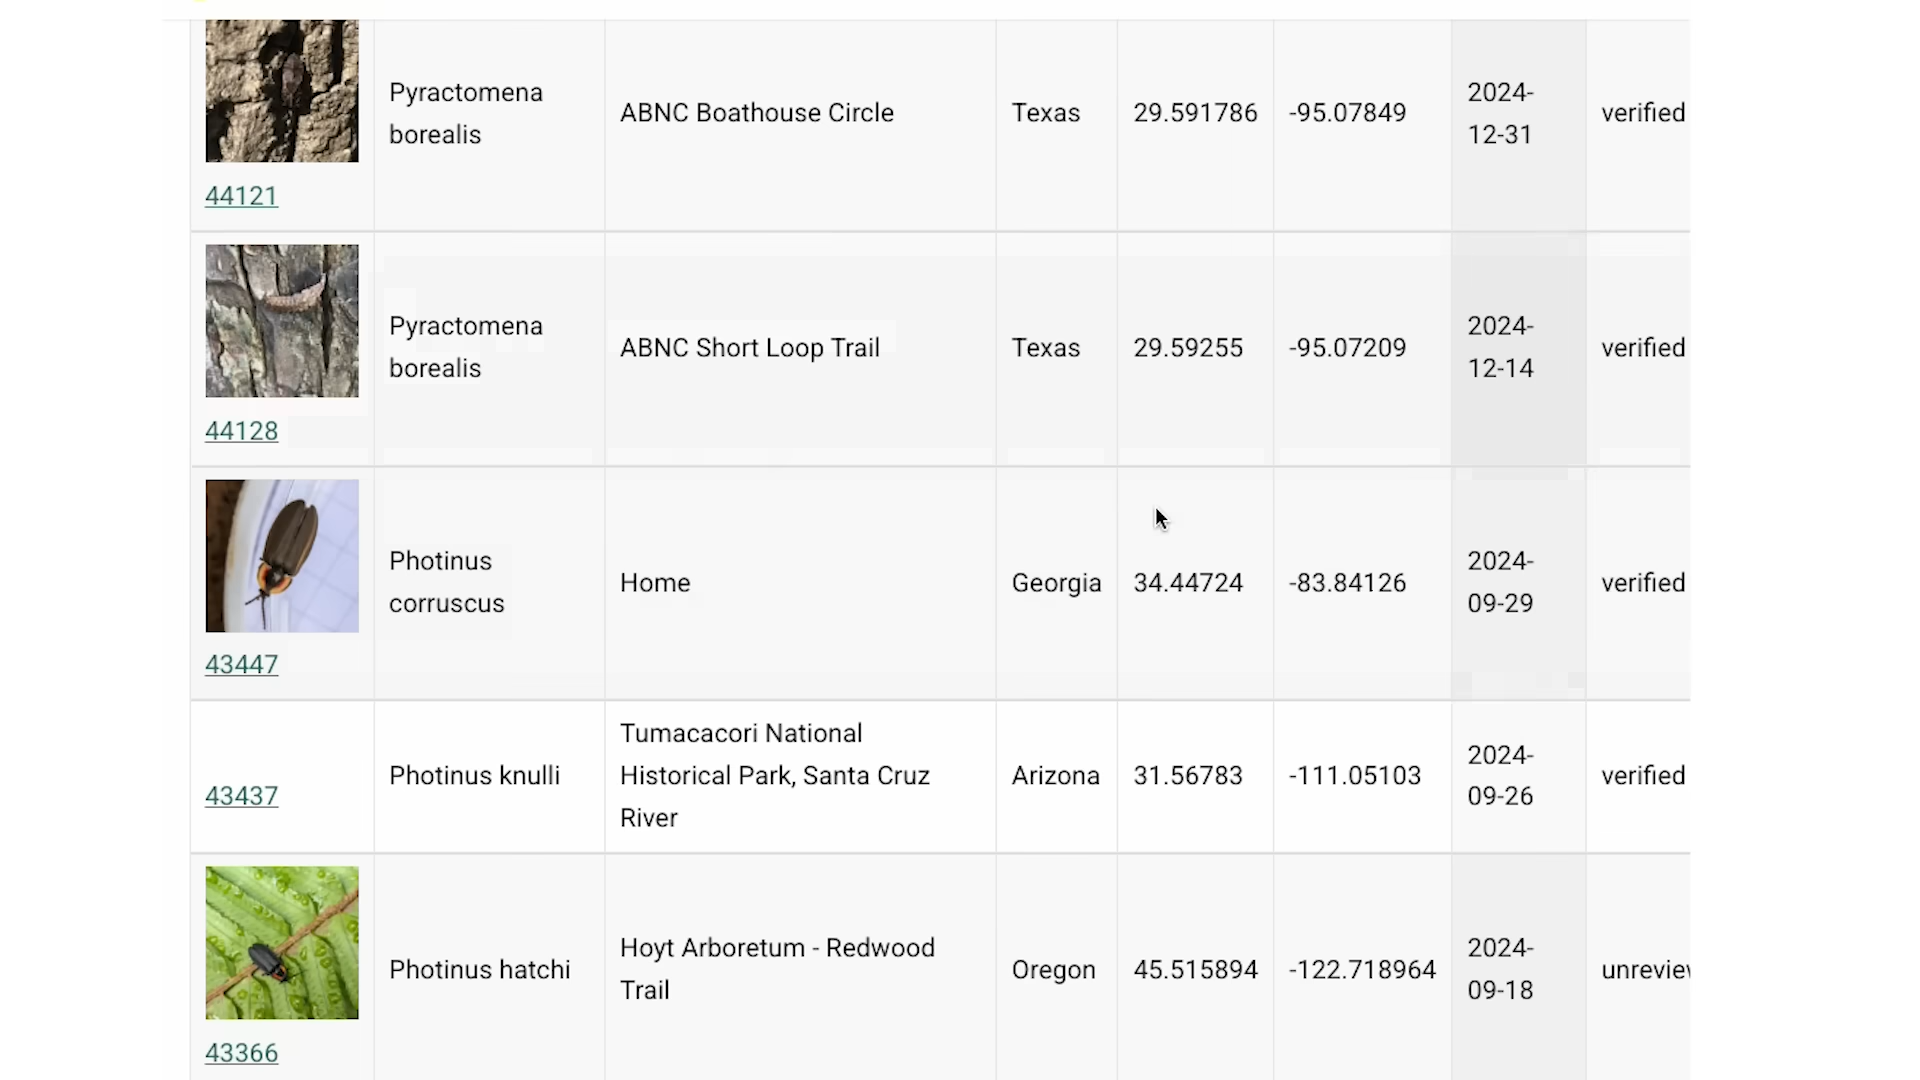 Pyractomena
borealis
ABNC Boathouse Circle
Texas
29.591786
-95.07849
2024-
12-31
verified
44121
Pyractomena
borealis
ABNC Short Loop Trail
Texas
29.59255
-95.07209
2024-
12-14
verified
44128
Photinus
corruscus
Home
Georgia
34.44724
-83.84126
2024-
09-29
verified
43447
43437
Photinus knulli
Tumacacori National
Historical Park, Santa Cruz
River
Arizona
31.56783
-111.05103
2024-
09-26
verified
Photinus hatchi
Hoyt Arboretum - Redwood
Trail
Oregon
45.515894
-122.718964
2024-
09-18
unreview
43366